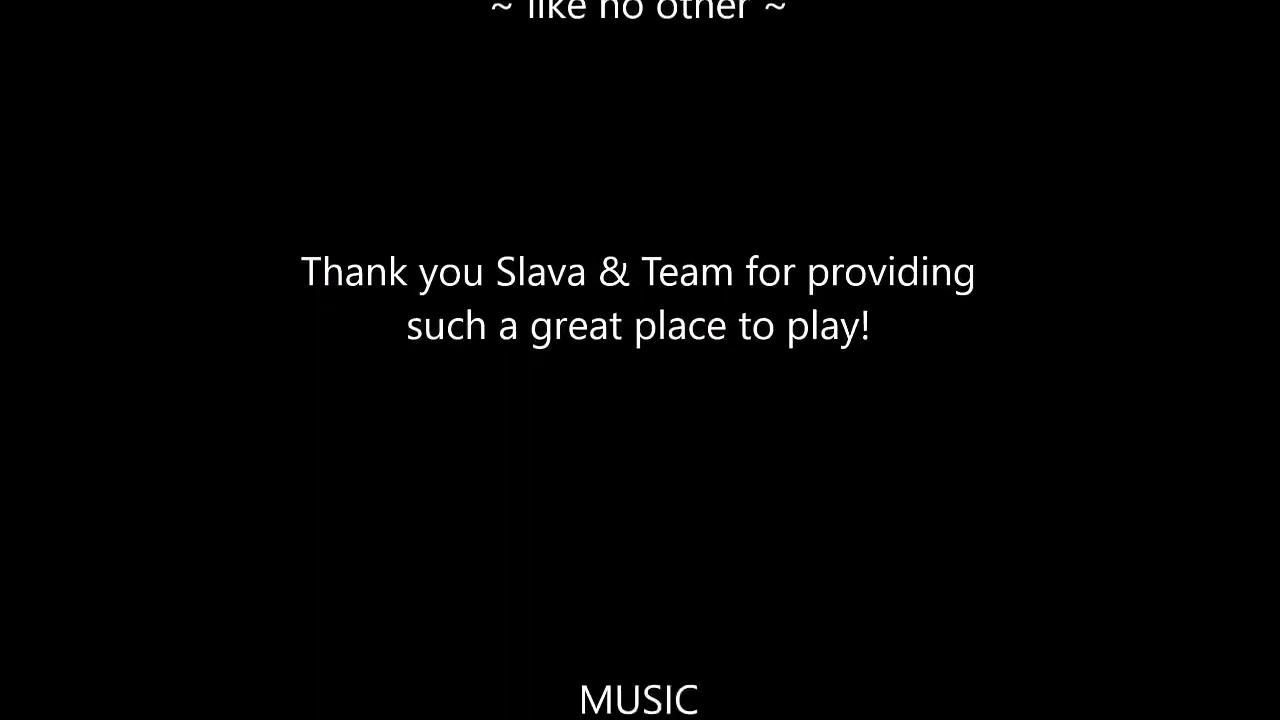 ~ like no other ~
Thank you Slava & Team for providing
such a great place to play!
MUSIC